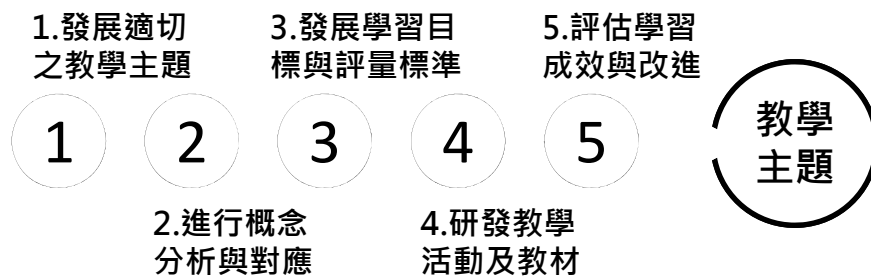 1.發展適切
之教學主題
3.發展學習目
標與評量標準
5.評估學習
成效與改進
1
2
3
4
5
教學
主題
2.進行概念
分析與對應
4.研發教學
活動及教材